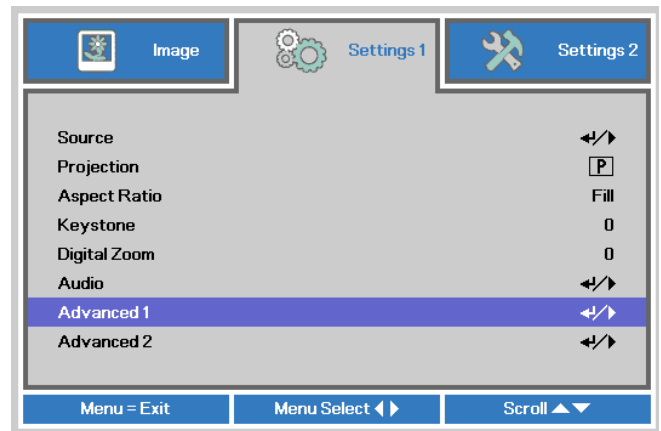 Image Settings 1 Settings 2
Source ↵/▶
Projection P
Aspect Ratio Fill
Keystone 0
Digital Zoom 0
Audio ↵/▶
Advanced 1 ↵/▶
Advanced 2 ↵/▶
Menu = Exit Menu Select ◀▶ Scroll ▲▼